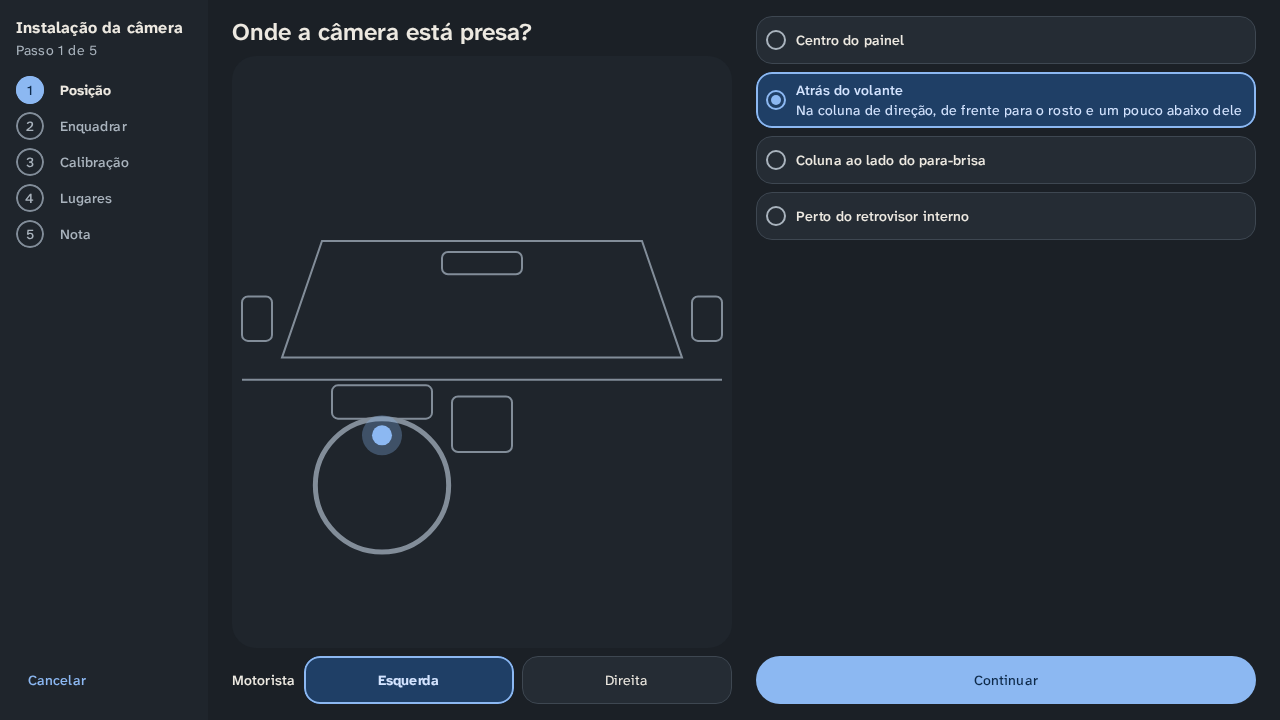 Instalação da câmera
Passo 1 de 5
1 Posição
2 Enquadrar
3 Calibração
4 Lugares
5 Nota
Cancelar
Onde a câmera está presa?
Motorista
Esquerda
Direita
Centro do painel
Atrás do volante
Na coluna de direção, de frente para o rosto e um pouco abaixo dele
Coluna ao lado do para-brisa
Perto do retrovisor interno
Continuar